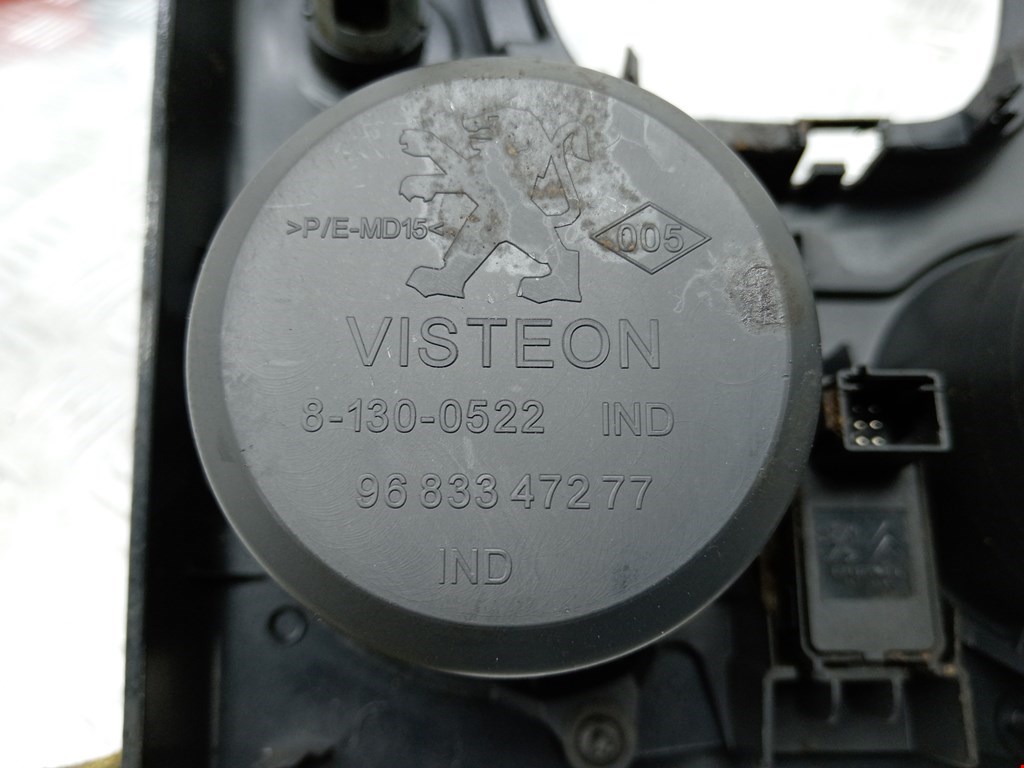 >P/E-MD15<
005
VISTEON
8-130-0522 IND
96 833 472 77
IND